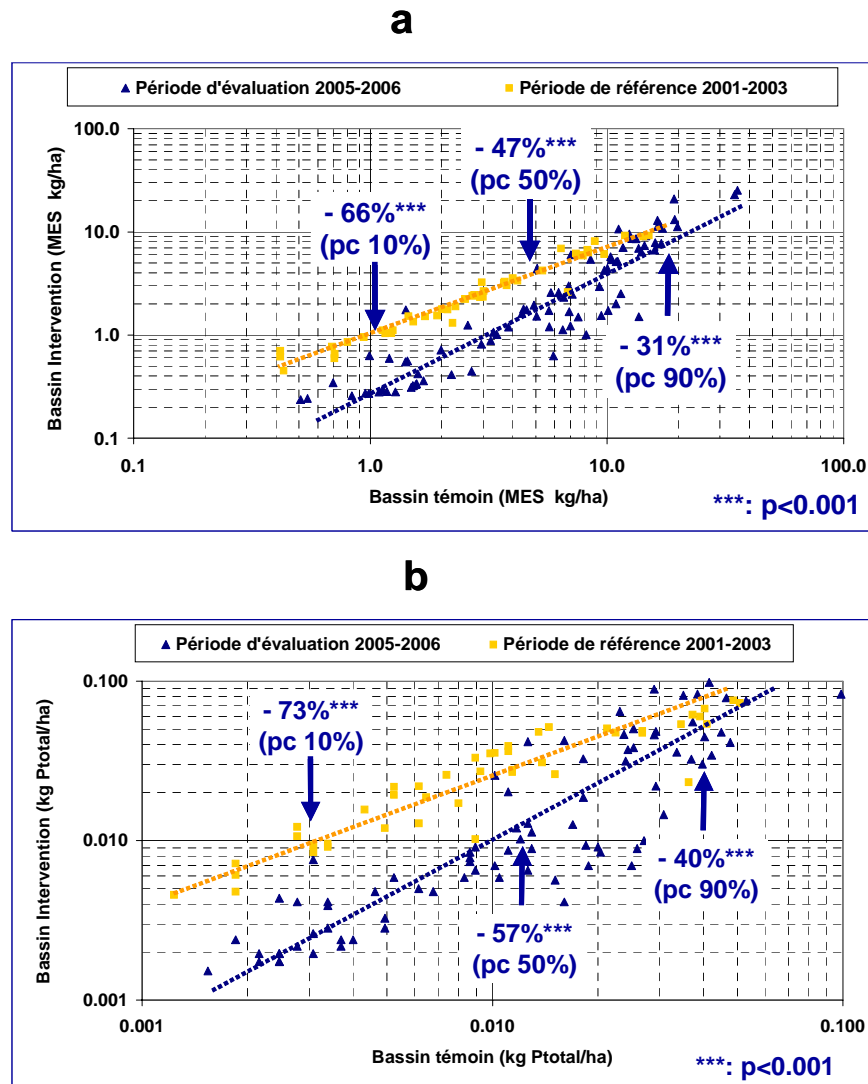 a
Période d'évaluation 2005-2006
Période de référence 2001-2003
100.0
10.0
1.0
0.1
Bassin Intervention (MES kg/ha)
- 47%***
(pc 50%)
- 66%***
(pc 10%)
- 31%***
(pc 90%)
0.1
1.0
10.0
100.0
Bassin témoin (MES kg/ha)
***: p<0.001
b
Période d'évaluation 2005-2006
Période de référence 2001-2003
0.100
0.010
0.001
Bassin Intervention (kg Ptotal/ha)
- 73%***
(pc 10%)
- 40%***
(pc 90%)
- 57%***
(pc 50%)
0.001
0.010
0.100
Bassin témoin (kg Ptotal/ha)
***: p<0.001